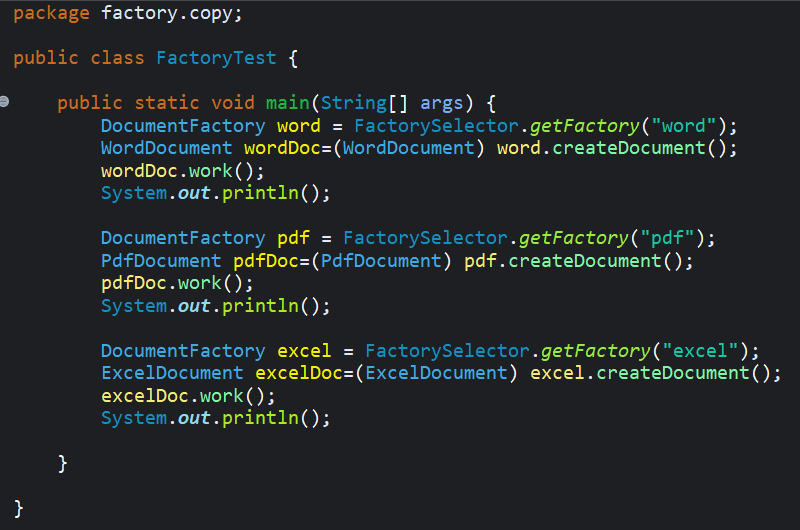 package factory.copy;
public class FactoryTest {
public static void main(String[] args) {
DocumentFactory word = FactorySelector.getFactory("word");
WordDocument wordDoc=(WordDocument) word.createDocument();
wordDoc.work();
System.out.println();
DocumentFactory pdf = FactorySelector.getFactory("pdf");
PdfDocument pdfDoc=(PdfDocument) pdf.createDocument();
pdfDoc.work();
System.out.println();
DocumentFactory excel = FactorySelector.getFactory("excel");
ExcelDocument excelDoc=(ExcelDocument) excel.createDocument();
excelDoc.work();
System.out.println();
}
}